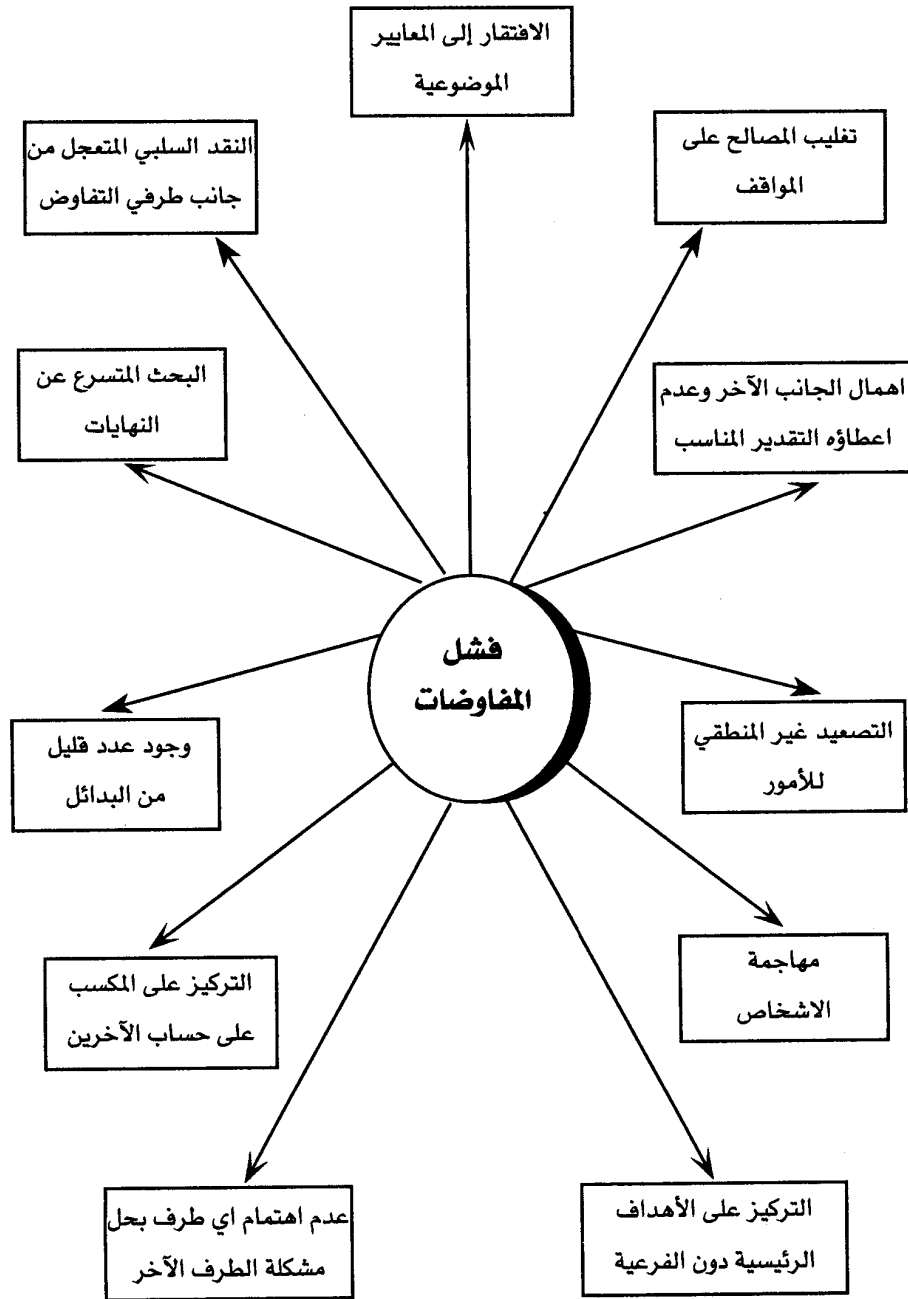 الافتقار إلى المعايير
الموضوعية
تغليب المصالح على
المواقف
النقد السلبي المتعجل من
جانب طرفي التفاوض
اهمال الجانب الآخر وعدم
اعطاؤه التقدير المناسب
البحث المتسرع عن
النهايات
فشل
المفاوضات
التصعيد غير المنطقي
للأمور
وجود عدد قليل
من البدائل
مهاجمة
الاشخاص
التركيز على المكسب
على حساب الآخرين
التركيز على الأهداف
الرئيسية دون الفرعية
عدم اهتمام اي طرف بحل
مشكلة الطرف الآخر